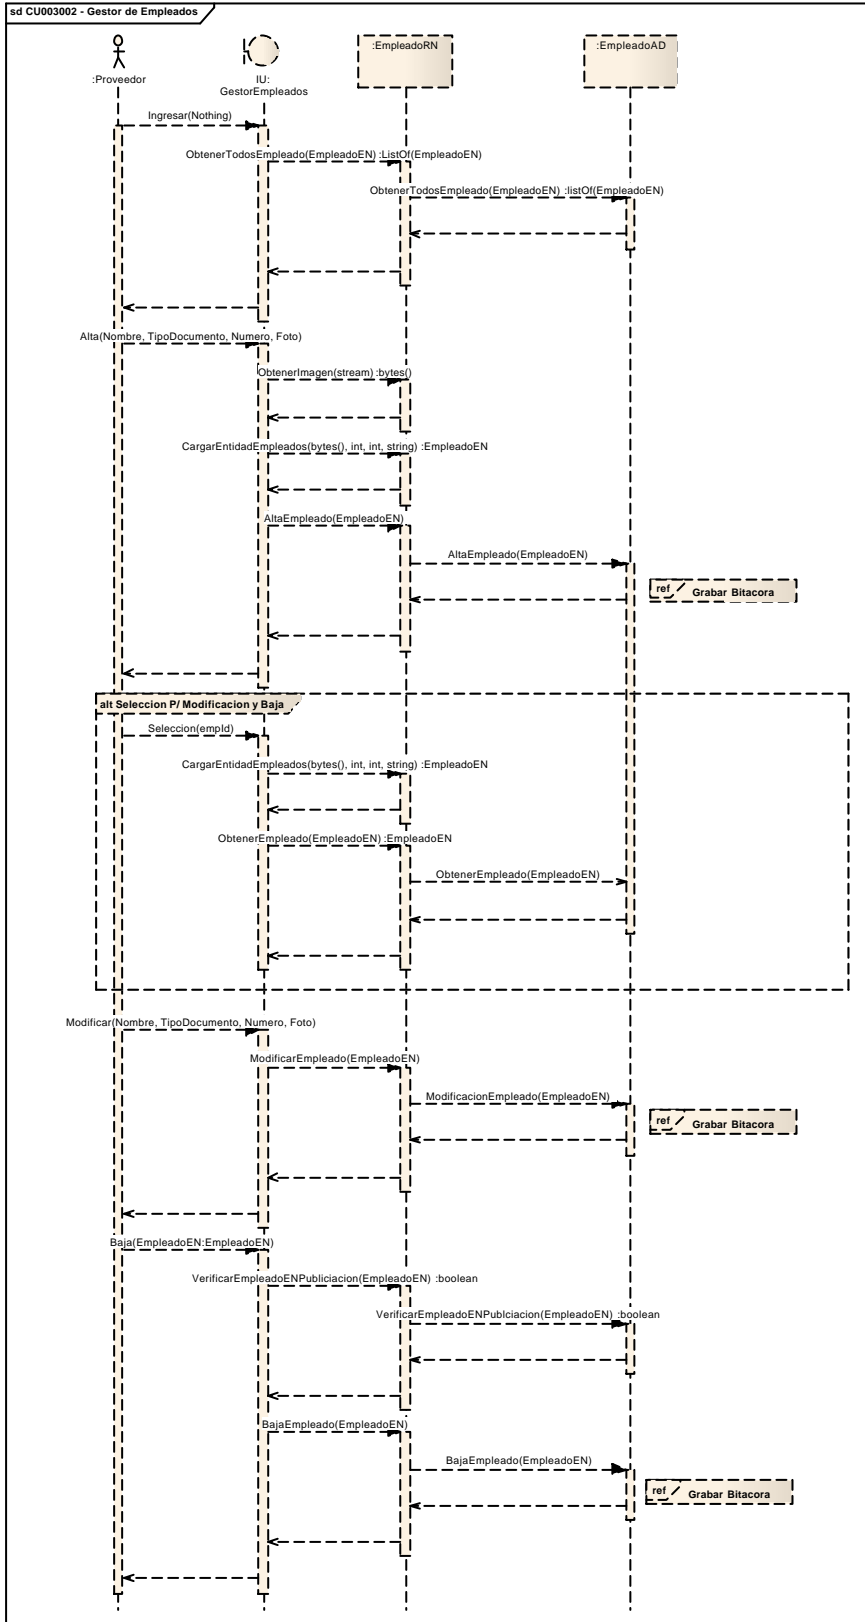 sd CU003002 - Gestor de Empleados
:Proveedor
IU:
GestorEmpleados
:EmpleadoRN
:EmpleadoAD
Ingresar(Nothing)
ObtenerTodosEmpleado(EmpleadoEN) :ListOf(EmpleadoEN)
ObtenerTodosEmpleado(EmpleadoEN) :listOf(EmpleadoEN)
Alta(Nombre, TipoDocumento, Numero, Foto)
ObtenerImagen(stream) :bytes()
CargarEntidadEmpleados(bytes(), int, int, string) :EmpleadoEN
AltaEmpleado(EmpleadoEN)
AltaEmpleado(EmpleadoEN)
ref
Grabar Bitacora
alt Seleccion P/ Modificacion y Baja
Seleccion(empId)
CargarEntidadEmpleados(bytes(), int, int, string) :EmpleadoEN
ObtenerEmpleado(EmpleadoEN) :EmpleadoEN
ObtenerEmpleado(EmpleadoEN)
Modificar(Nombre, TipoDocumento, Numero, Foto)
ModificarEmpleado(EmpleadoEN)
ModificacionEmpleado(EmpleadoEN)
ref
Grabar Bitacora
Baja(EmpleadoEN:EmpleadoEN)
VerificarEmpleadoENPubliciacion(EmpleadoEN) :boolean
VerificarEmpleadoENPublciacion(EmpleadoEN) :boolean
BajaEmpleado(EmpleadoEN)
BajaEmpleado(EmpleadoEN)
ref
Grabar Bitacora